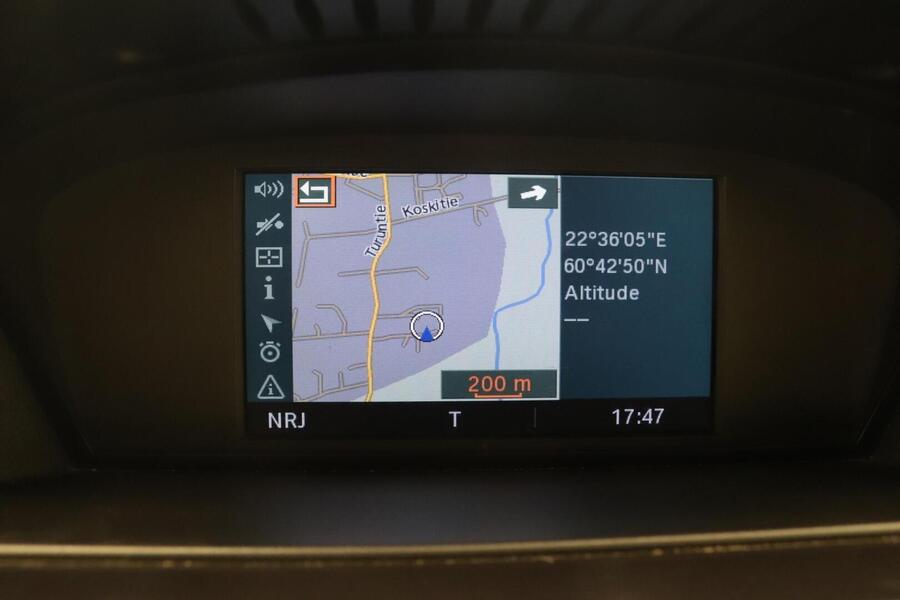 Koskitie
Turuntie
22°36'05"E
60°42'50"N
Altitude
––
200 m
NRJ
T
17:47